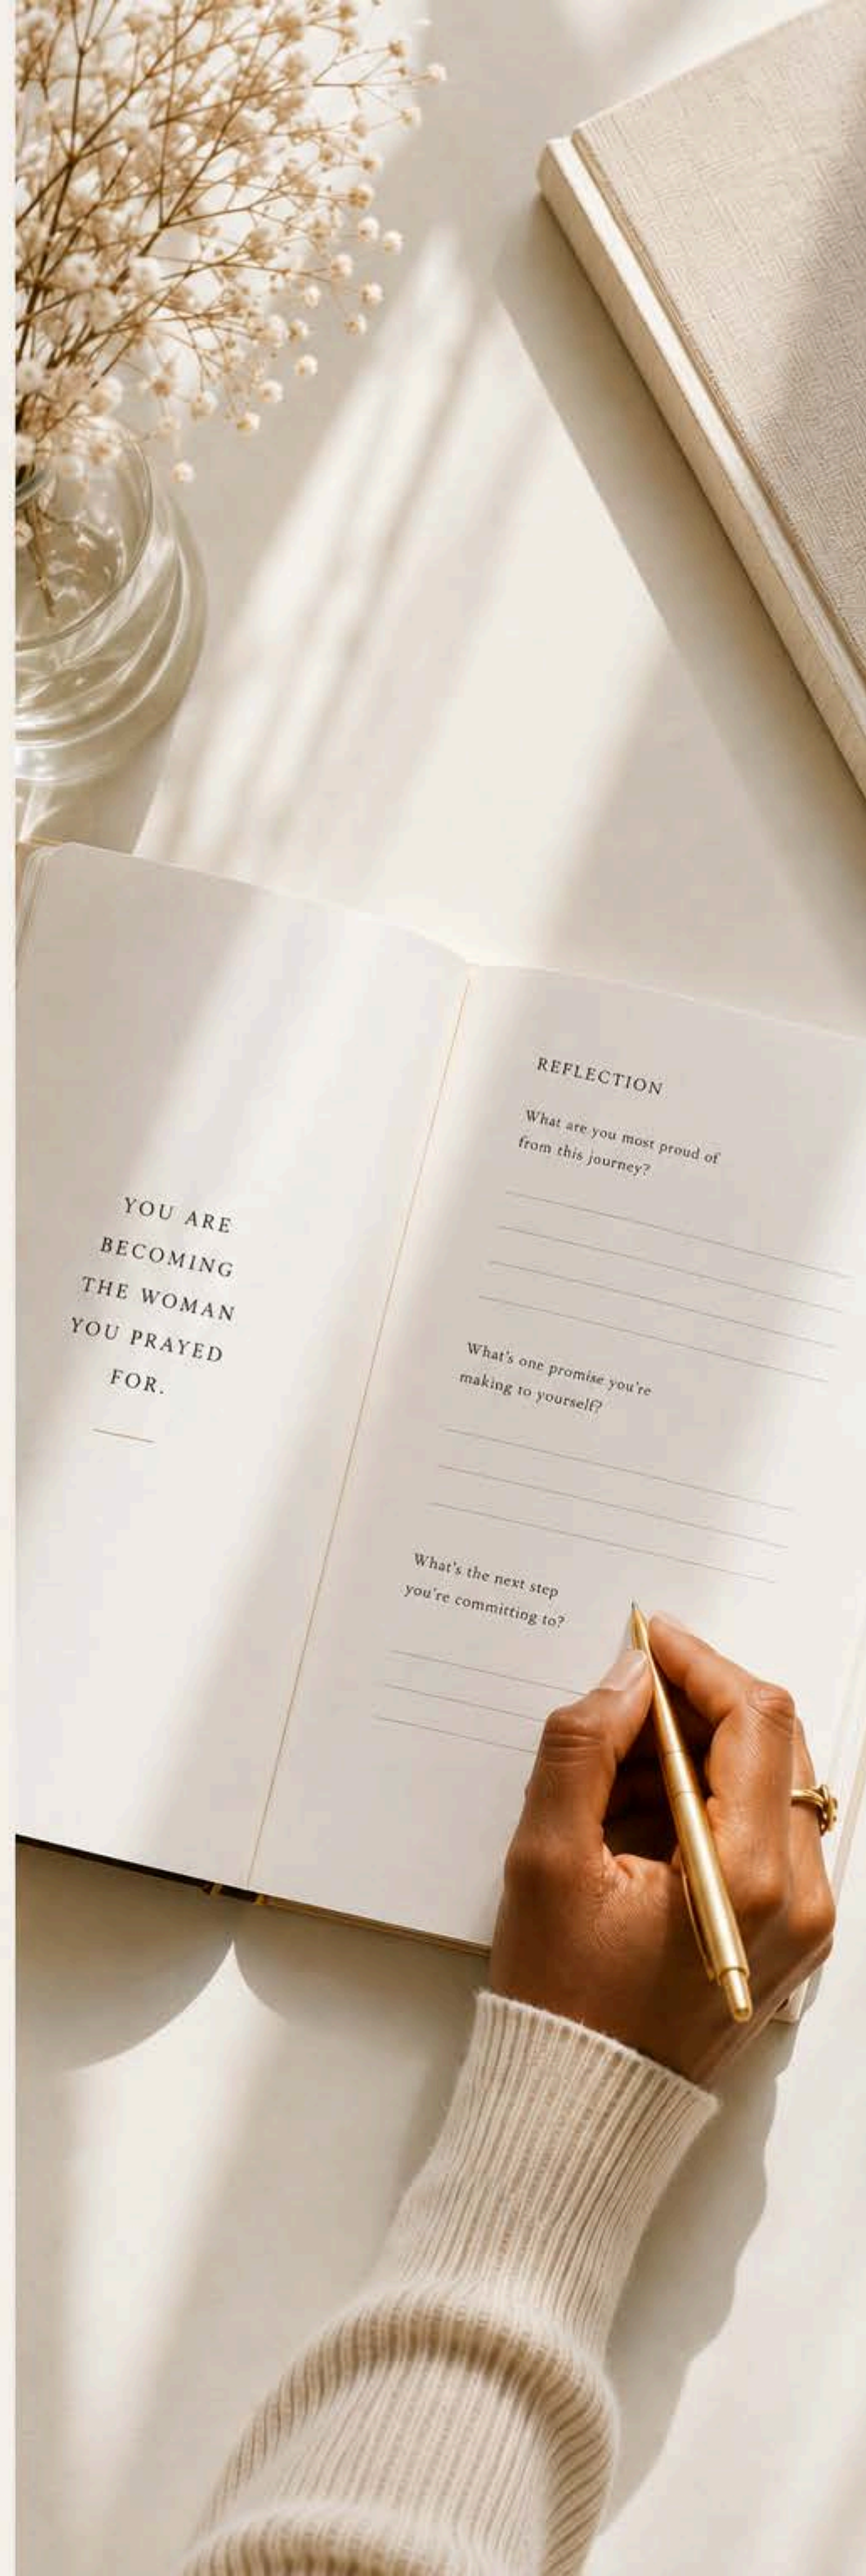 YOU ARE
BECOMING
THE WOMAN
YOU PRAYED
FOR.
REFLECTION
What are you most proud of
from this journey?
What's one promise you're
making to yourself?
What's the next step
you're committing to?